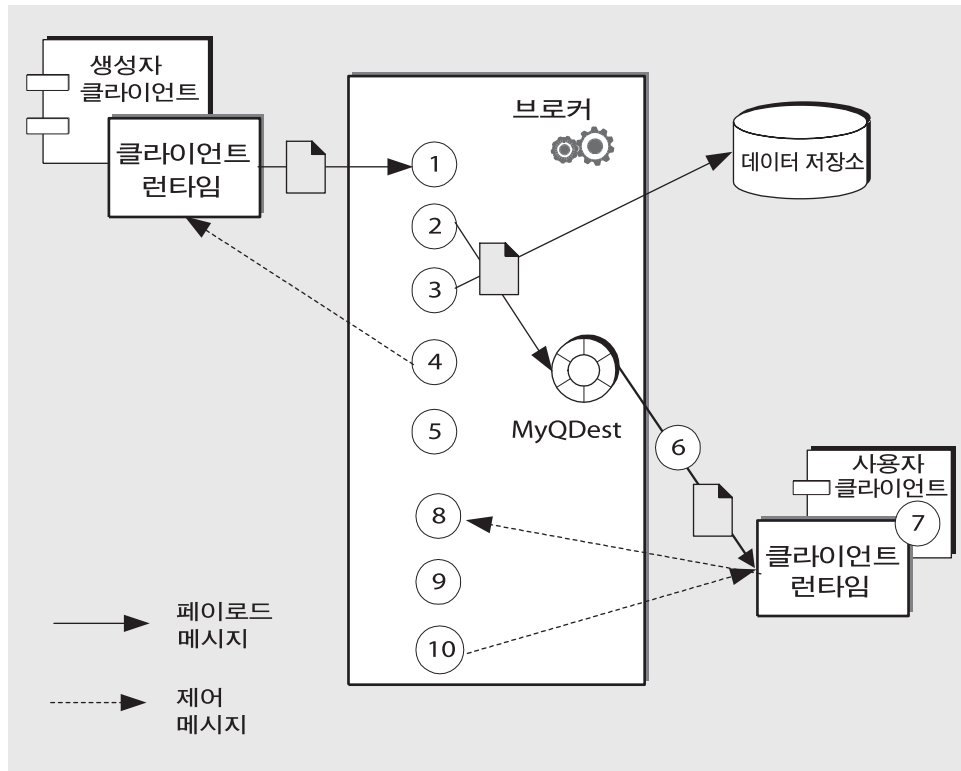 생성자
클라이언트
클라이언트
런타임
브로커
데이터 저장소
1
2
3
4
5
MyQDest
6
사용자
클라이언트
7
클라이언트
런타임
8
9
10
페이로드
메시지
제어
메시지